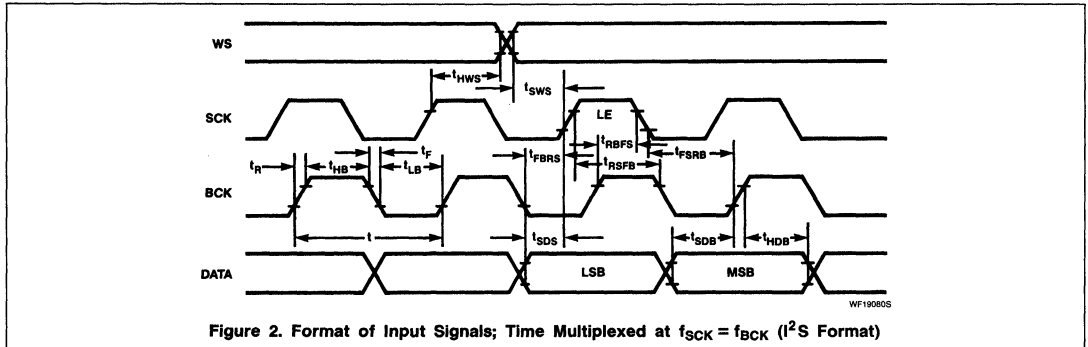 WS
tHWS
tSWS
SCK
LE
tRBFS
tF
tFBRS
tFSRB
tR
tHB
tLB
tRSFB
BCK
t
tSDS
tSDB
tHDB
DATA
LSB
MSB
WF19080S
Figure 2. Format of Input Signals; Time Multiplexed at fSCK = fBCK (I²S Format)